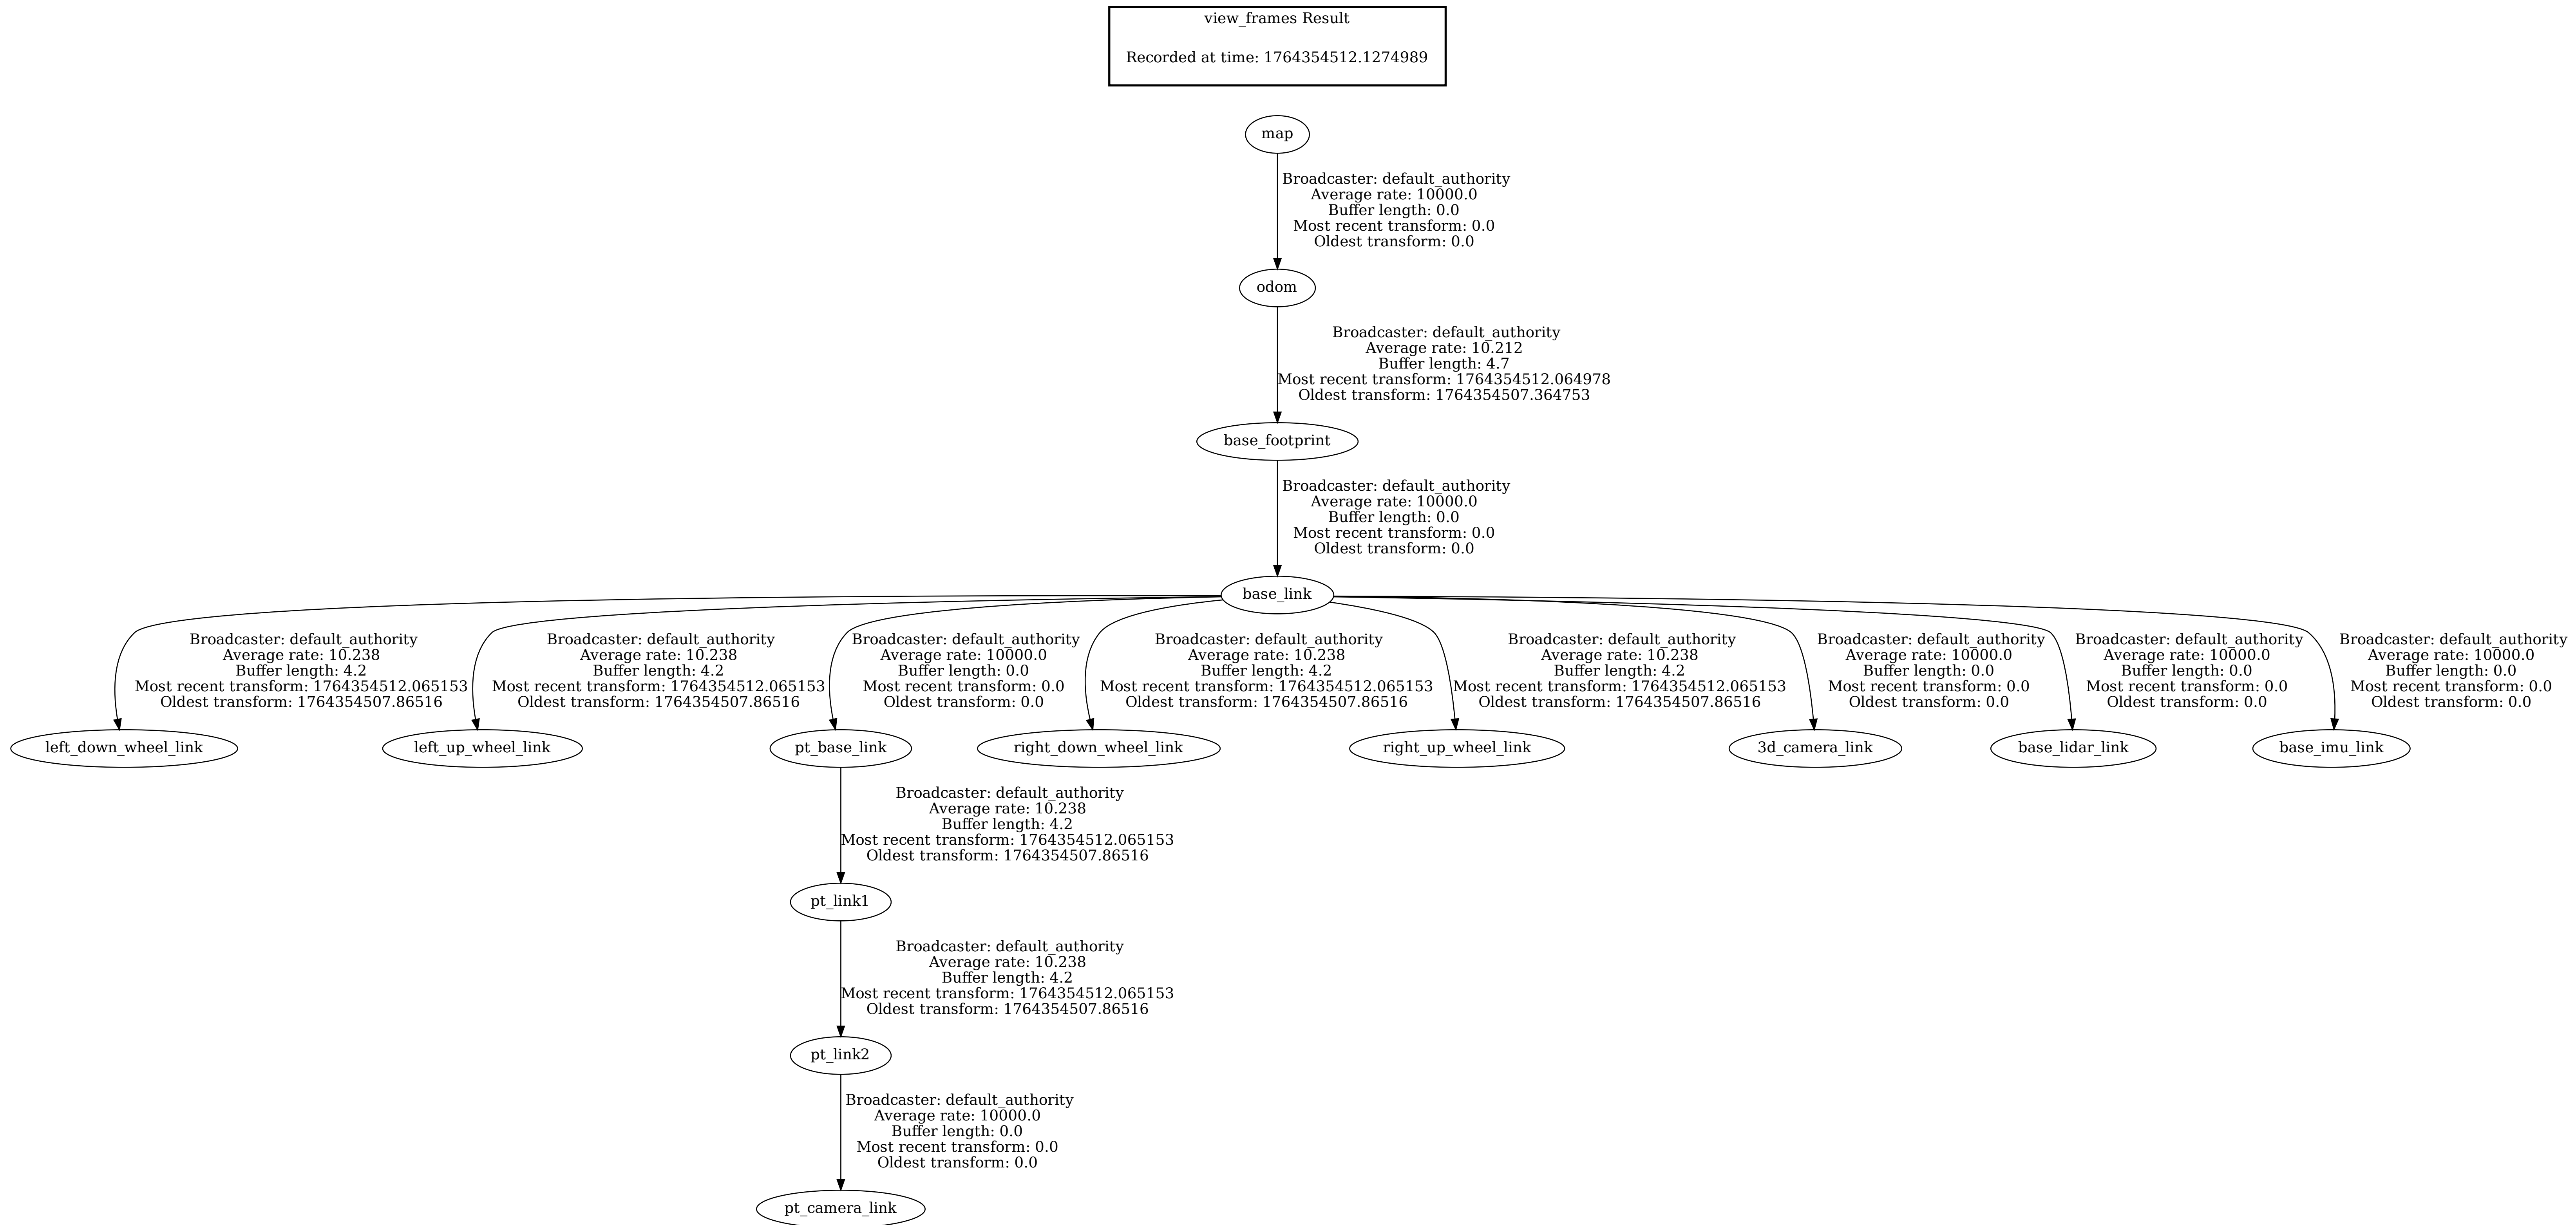 view_frames Result
Recorded at time: 1764354512.1274989
map
Broadcaster: default_authority
Average rate: 10000.0
Buffer length: 0.0
Most recent transform: 0.0
Oldest transform: 0.0
odom
Broadcaster: default_authority
Average rate: 10.212
Buffer length: 4.7
Most recent transform: 1764354512.064978
Oldest transform: 1764354507.364753
base_footprint
Broadcaster: default_authority
Average rate: 10000.0
Buffer length: 0.0
Most recent transform: 0.0
Oldest transform: 0.0
base_link
Broadcaster: default_authority
Average rate: 10.238
Buffer length: 4.2
Most recent transform: 1764354512.065153
Oldest transform: 1764354507.86516
left_down_wheel_link
Broadcaster: default_authority
Average rate: 10.238
Buffer length: 4.2
Most recent transform: 1764354512.065153
Oldest transform: 1764354507.86516
left_up_wheel_link
Broadcaster: default_authority
Average rate: 10000.0
Buffer length: 0.0
Most recent transform: 0.0
Oldest transform: 0.0
pt_base_link
Broadcaster: default_authority
Average rate: 10.238
Buffer length: 4.2
Most recent transform: 1764354512.065153
Oldest transform: 1764354507.86516
right_down_wheel_link
Broadcaster: default_authority
Average rate: 10.238
Buffer length: 4.2
Most recent transform: 1764354512.065153
Oldest transform: 1764354507.86516
right_up_wheel_link
Broadcaster: default_authority
Average rate: 10000.0
Buffer length: 0.0
Most recent transform: 0.0
Oldest transform: 0.0
3d_camera_link
Broadcaster: default_authority
Average rate: 10000.0
Buffer length: 0.0
Most recent transform: 0.0
Oldest transform: 0.0
base_lidar_link
Broadcaster: default_authority
Average rate: 10000.0
Buffer length: 0.0
Most recent transform: 0.0
Oldest transform: 0.0
base_imu_link
Broadcaster: default_authority
Average rate: 10.238
Buffer length: 4.2
Most recent transform: 1764354512.065153
Oldest transform: 1764354507.86516
pt_link1
Broadcaster: default_authority
Average rate: 10.238
Buffer length: 4.2
Most recent transform: 1764354512.065153
Oldest transform: 1764354507.86516
pt_link2
Broadcaster: default_authority
Average rate: 10000.0
Buffer length: 0.0
Most recent transform: 0.0
Oldest transform: 0.0
pt_camera_link